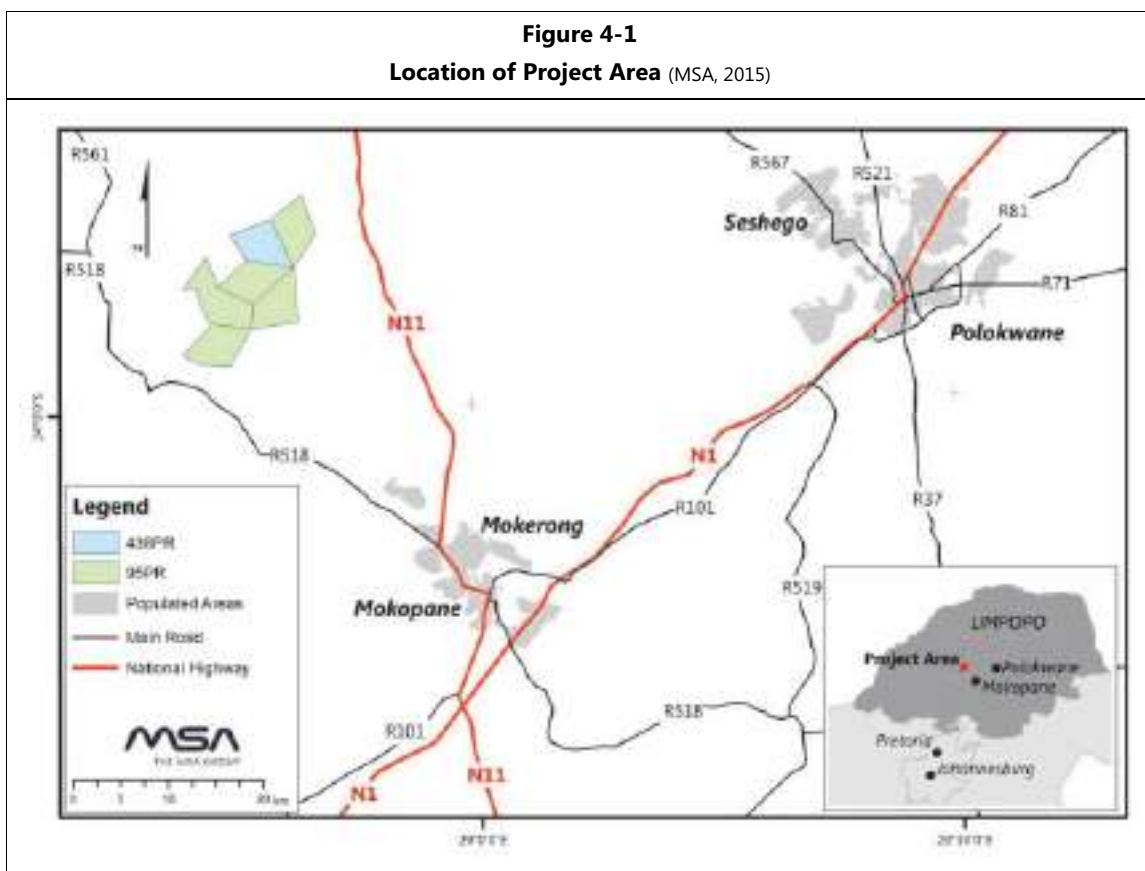 Figure 4-1
Location of Project Area (MSA, 2015)
R561
R567
R521
R81
Seshego
R518
R71
N11
Polokwane
N1
R518
R37
R101
Mokerong
R519
Mokopane
Legend
438PR
95PR
Populated Areas
Main Road
National Highway
MSA
LIMPOPO
Project Area
Polokwane
Mokopane
Pretoria
Johannesburg
R518
R101
N11
N1